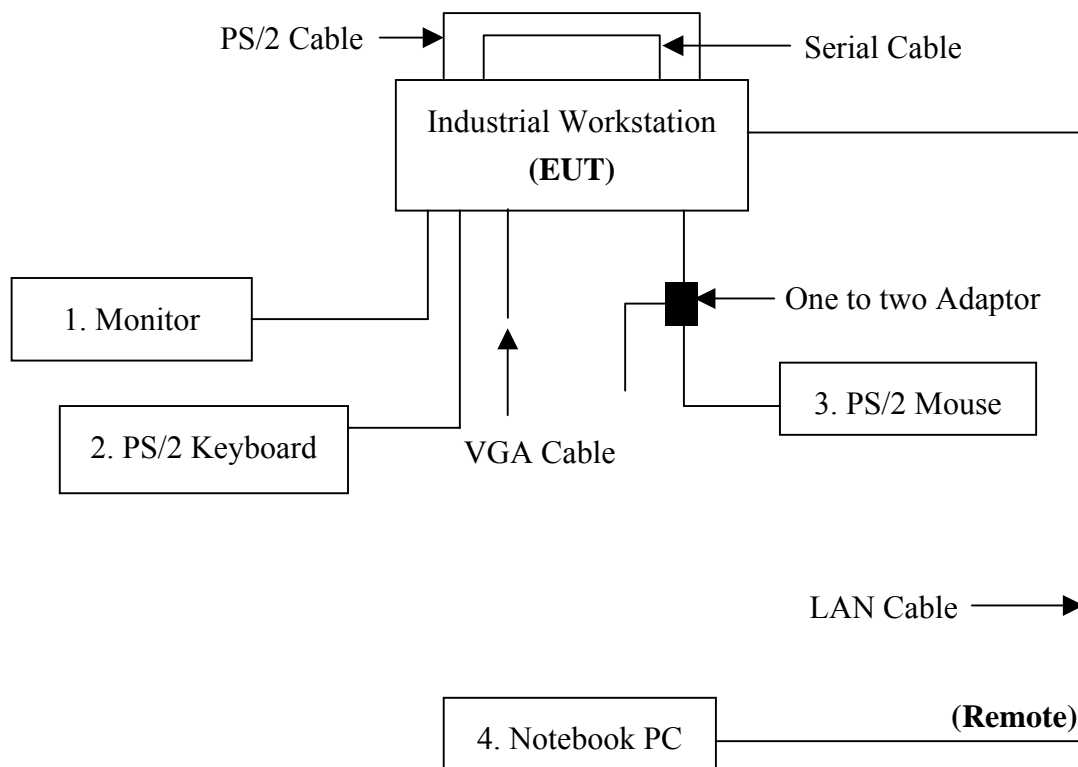 PS/2 Cable
Serial Cable
Industrial Workstation
(EUT)
One to two Adaptor
1. Monitor
3. PS/2 Mouse
2. PS/2 Keyboard
VGA Cable
LAN Cable
(Remote)
4. Notebook PC